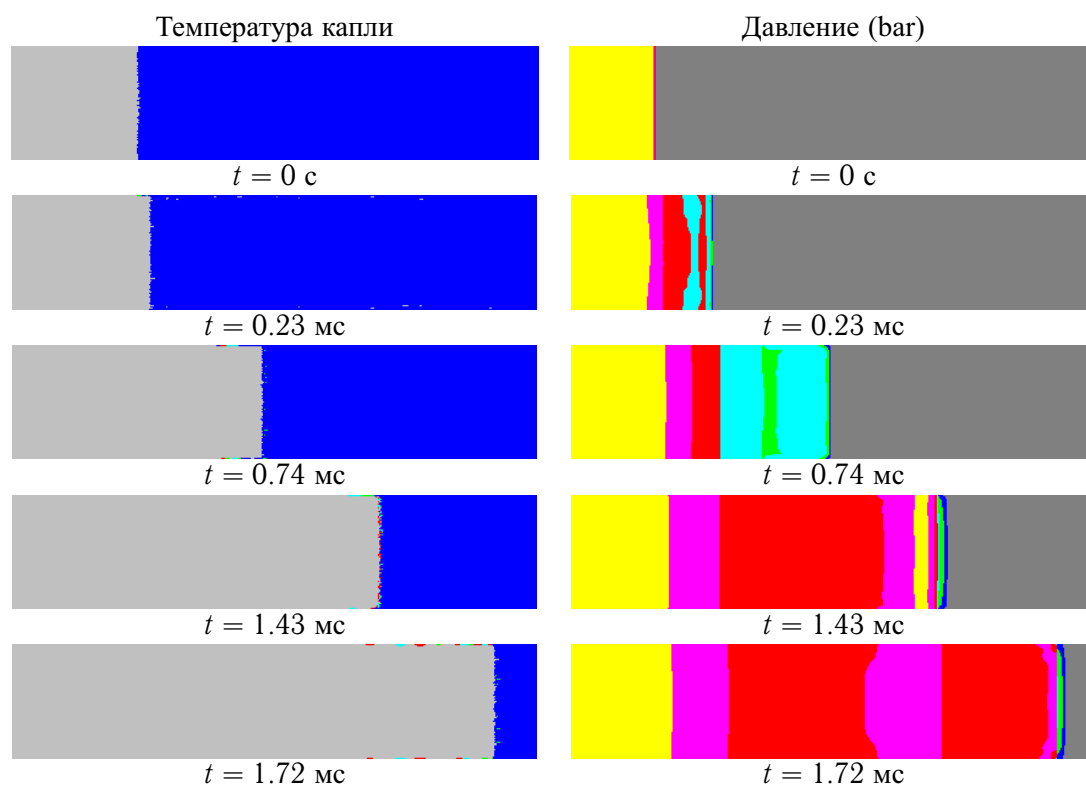 Температура капли Давление (bar)
t = 0 с t = 0 с
t = 0.23 мс t = 0.23 мс
t = 0.74 мс t = 0.74 мс
t = 1.43 мс t = 1.43 мс
t = 1.72 мс t = 1.72 мс